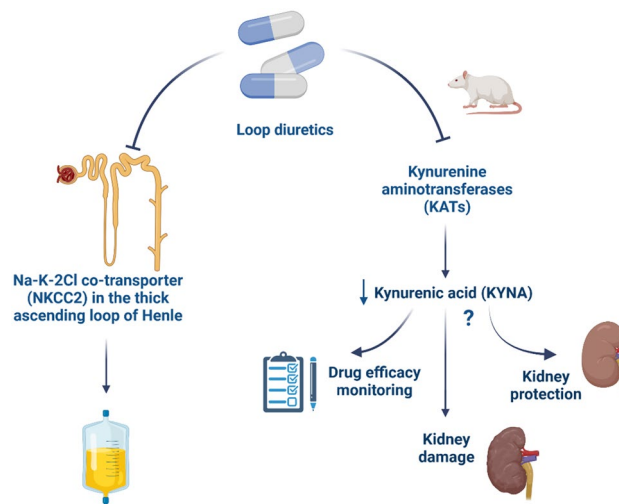 Loop diuretics
Kynurenine
aminotransferases
(KATs)
Na-K-2Cl co-transporter
(NKCC2) in the thick
ascending loop of Henle
↓ Kynurenic acid (KYNA)
?
Drug efficacy
monitoring
Kidney
protection
Kidney
damage